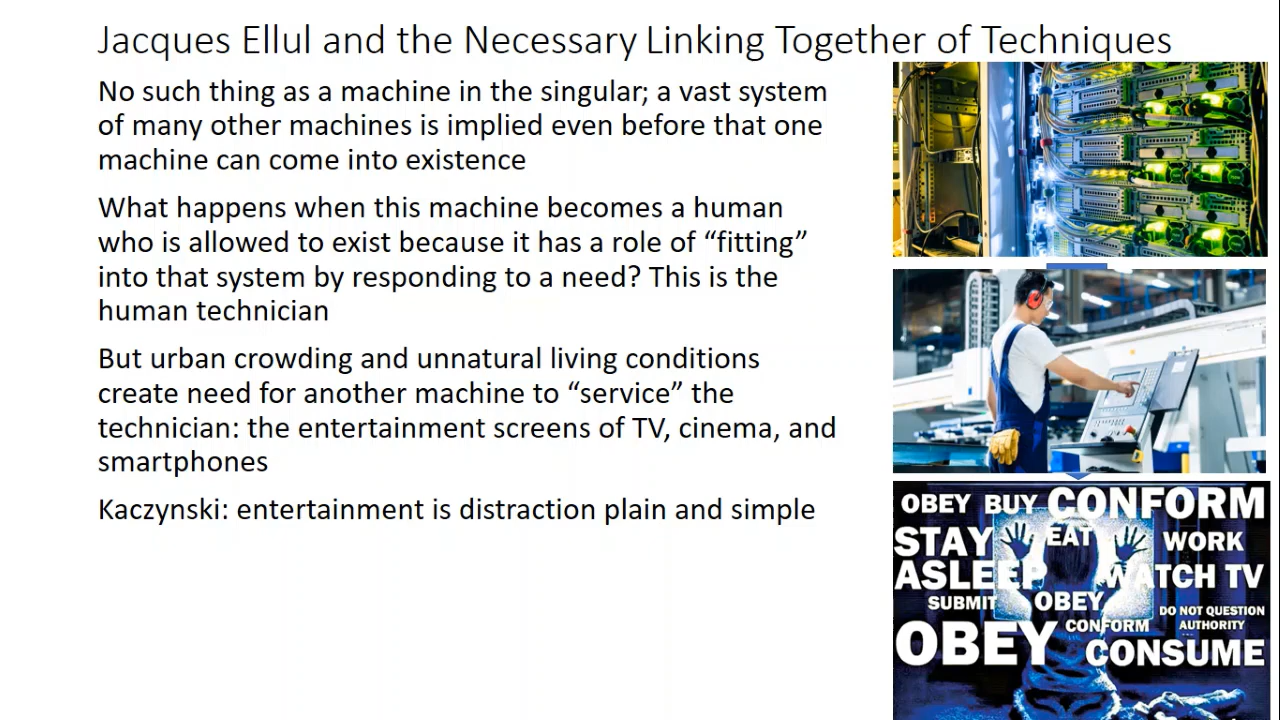 Jacques Ellul and the Necessary Linking Together of Techniques
No such thing as a machine in the singular; a vast system
of many other machines is implied even before that one
machine can come into existence
What happens when this machine becomes a human
who is allowed to exist because it has a role of “fitting”
into that system by responding to a need? This is the
human technician
But urban crowding and unnatural living conditions
create need for another machine to “service” the
technician: the entertainment screens of TV, cinema, and
smartphones
Kaczynski: entertainment is distraction plain and simple
OBEY BUY CONFORM
STAY EAT WORK
ASLEEP WATCH TV
SUBMIT OBEY DO NOT QUESTION
CONFORM AUTHORITY
OBEY CONSUME